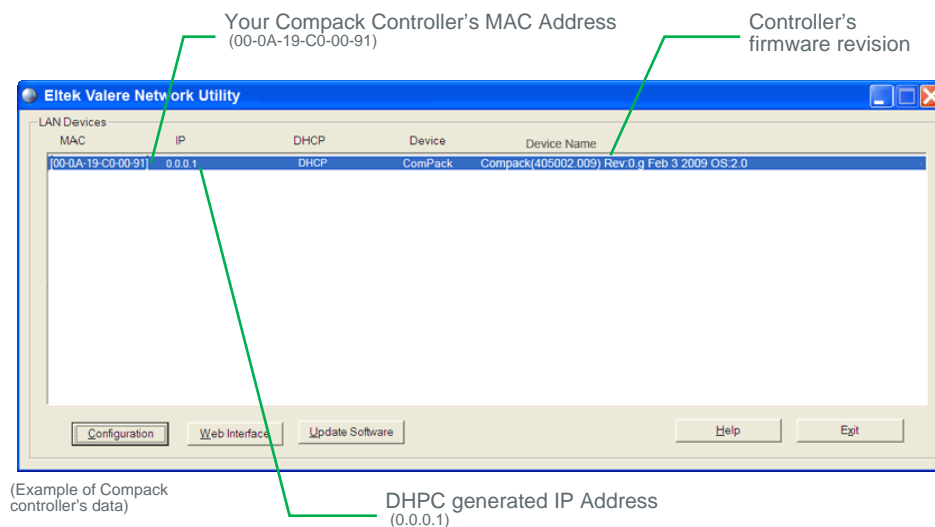 Your Compack Controller's MAC Address
(00-0A-19-C0-00-91)
Controller's
firmware revision
Eltek Valere Network Utility
LAN Devices
MAC IP DHCP Device Device Name
[00-0A-19-C0-00-91] 0.0.0.1 DHCP ComPack Compack(405002.009) Rev:0.g Feb 3 2009 OS:2.0
Configuration Web Interface Update Software Help Exit
(Example of Compack
controller's data)
DHPC generated IP Address
(0.0.0.1)